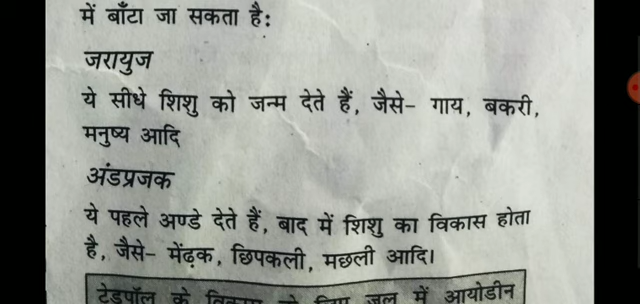 में बाँटा जा सकता है:
जरायुज
ये सीधे शिशु को जन्म देते हैं, जैसे- गाय, बकरी,
मनुष्य आदि
अंडप्रजक
ये पहले अण्डे देते हैं, बाद में शिशु का विकास होता
है, जैसे- मेंढ़क, छिपकली, मछली आदि।
टेडपॉल के विकास के लिए जल में आयोडीन